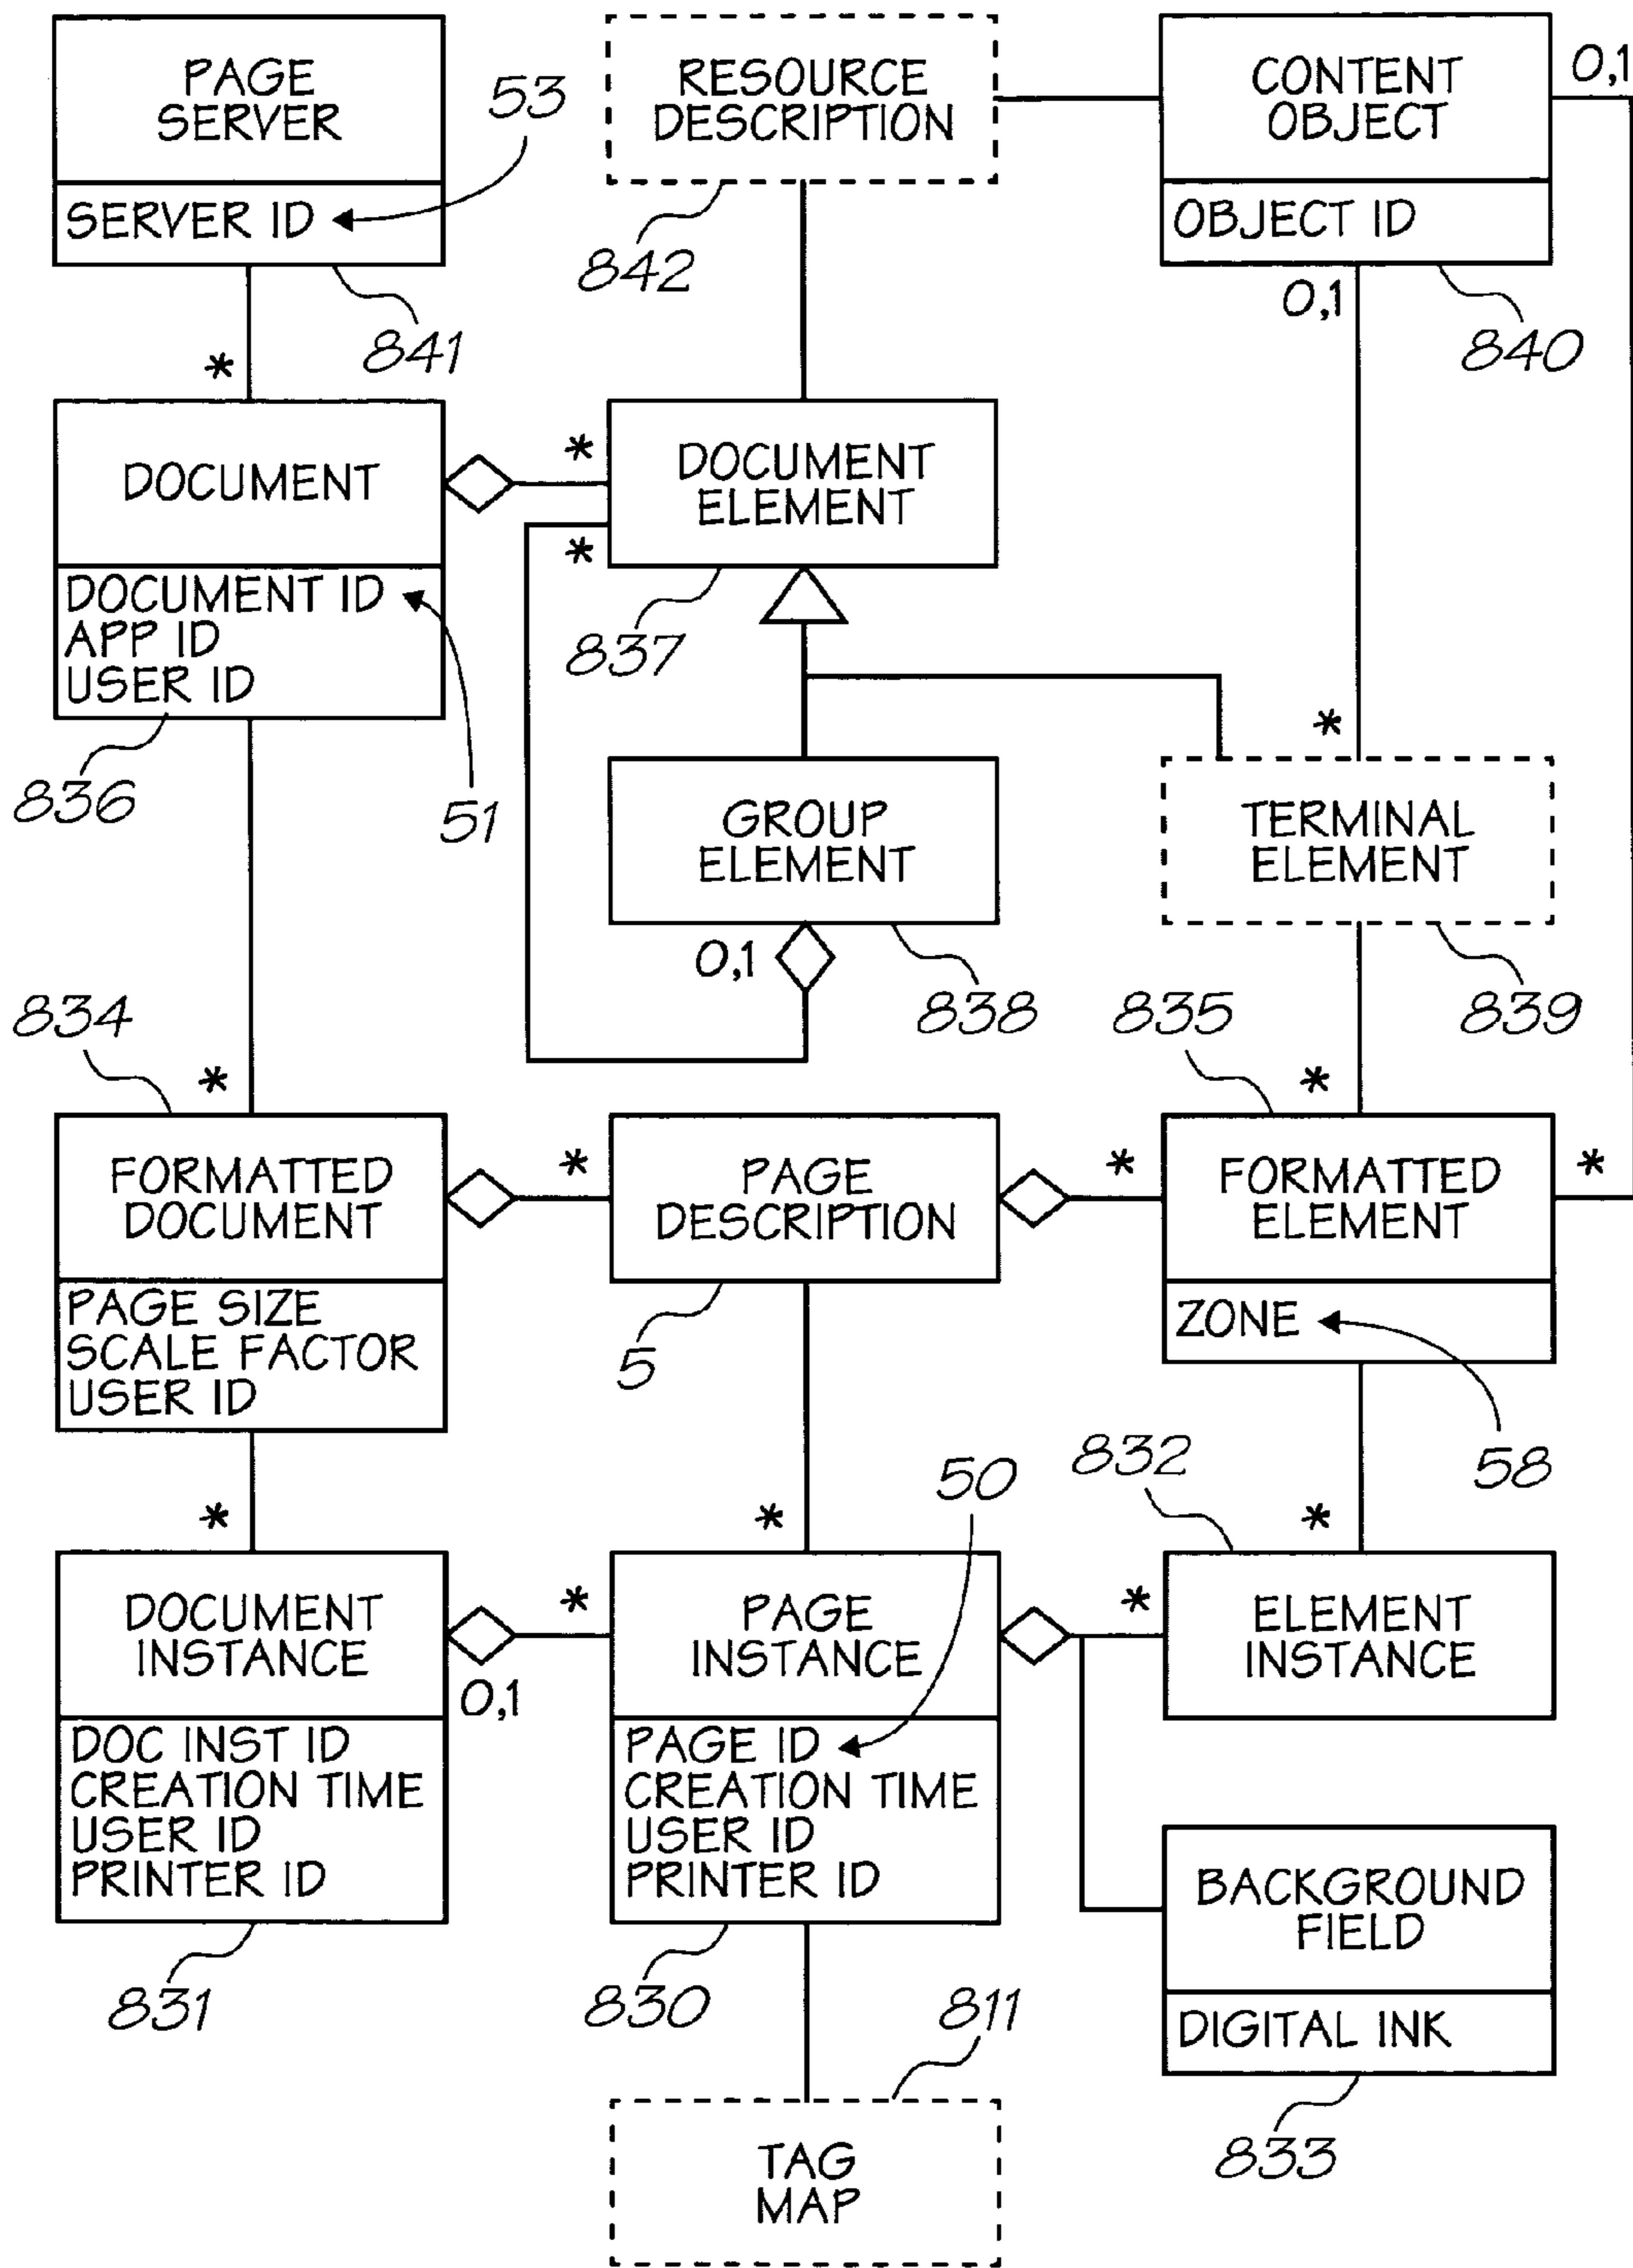 PAGE
SERVER
SERVER ID
53
841
RESOURCE
DESCRIPTION
842
CONTENT
OBJECT
OBJECT ID
0,1
0,1
840
*
DOCUMENT
DOCUMENT ID
APP ID
USER ID
836
51
*
DOCUMENT
ELEMENT
*
837
GROUP
ELEMENT
0,1
838
*
TERMINAL
ELEMENT
839
834
*
FORMATTED
DOCUMENT
PAGE SIZE
SCALE FACTOR
USER ID
*
PAGE
DESCRIPTION
5
835
*
*
FORMATTED
ELEMENT
*
ZONE
58
*
DOCUMENT
INSTANCE
0,1
DOC INST ID
CREATION TIME
USER ID
PRINTER ID
831
*
*
50
PAGE
INSTANCE
PAGE ID
CREATION TIME
USER ID
PRINTER ID
830
832
*
*
ELEMENT
INSTANCE
BACKGROUND
FIELD
DIGITAL INK
833
811
TAG
MAP